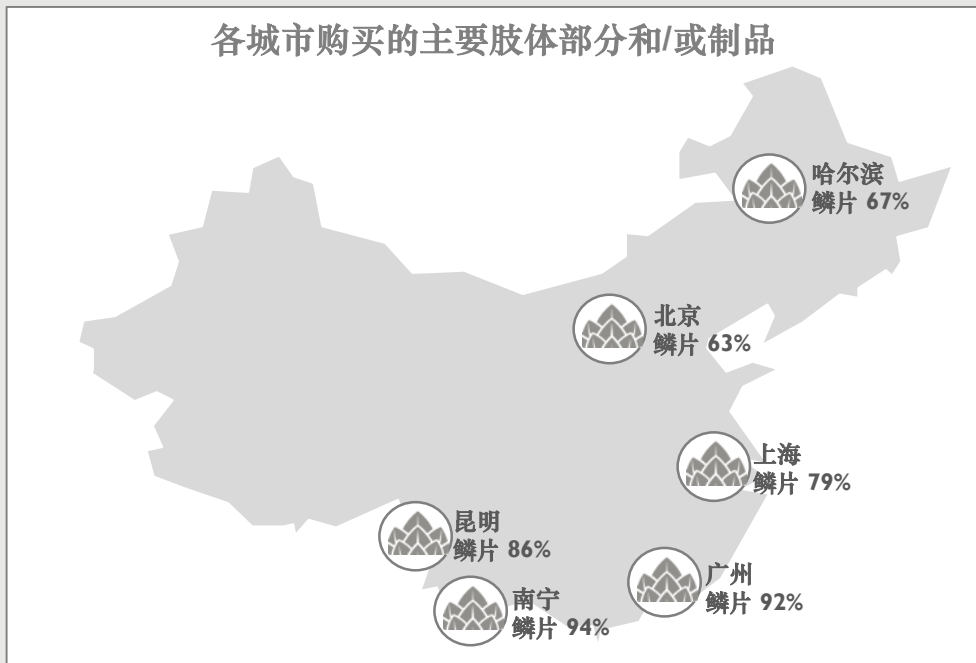 各城市购买的主要肢体部分和/或制品
哈尔滨
鳞片 67%
北京
鳞片 63%
上海
鳞片 79%
昆明
鳞片 86%
广州
鳞片 92%
南宁
鳞片 94%